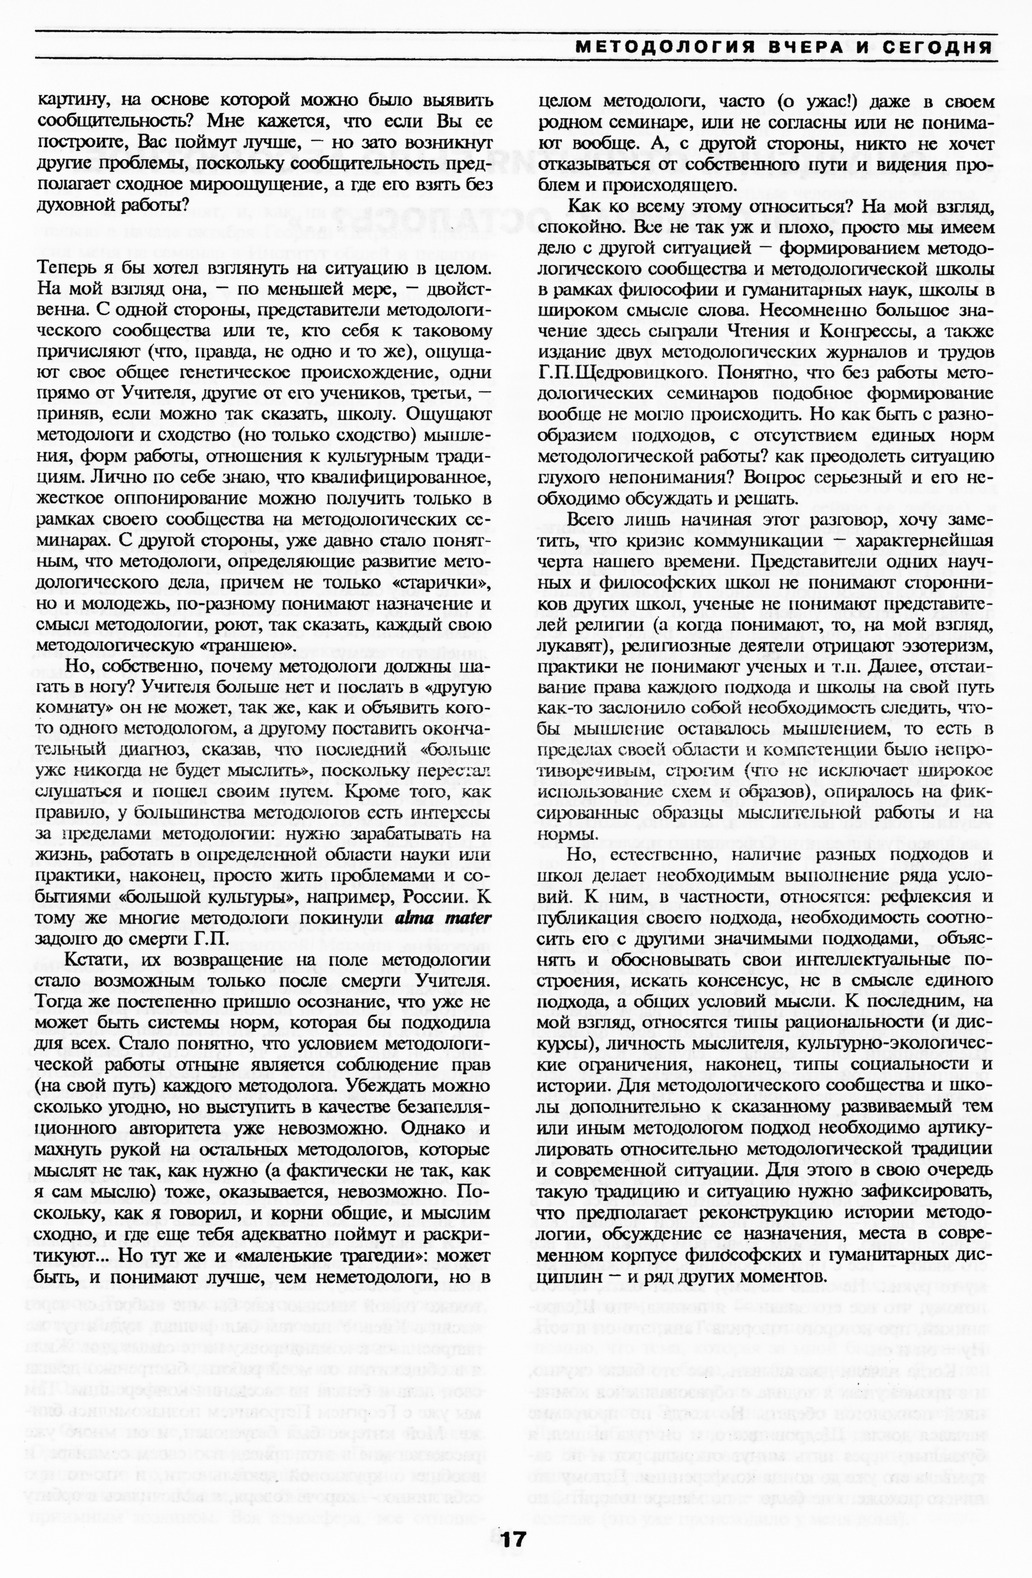 МЕТОДОЛОГИЯ ВЧЕРА И СЕГОДНЯ
картину, на основе которой можно было выявить
сообщительность? Мне кажется, что если Вы ее
построите, Вас поймут лучше, — но зато возникнут
другие проблемы, поскольку сообщительность пред-
полагает сходное мироощущение, а где его взять без
духовной работы?
Теперь я бы хотел взглянуть на ситуацию в целом.
На мой взгляд она, — по меньшей мере, — двойст-
венна. С одной стороны, представители методологи-
ческого сообщества или те, кто себя к таковому
причисляют (что, правда, не одно и то же), ощуща-
ют свое общее генетическое происхождение, одни
прямо от Учителя, другие от его учеников, третьи, —
приняв, если можно так сказать, школу. Ощущают
методологи и сходство (но только сходство) мышле-
ния, форм работы, отношения к культурным тради-
циям. Лично по себе знаю, что квалифицированное,
жесткое оппонирование можно получить только в
рамках своего сообщества на методологических се-
минарах. С другой стороны, уже давно стало понят-
ным, что методологи, определяющие развитие мето-
дологического дела, причем не только «старички»,
но и молодежь, по-разному понимают назначение и
смысл методологии, роют, так сказать, каждый свою
методологическую «траншею».
Но, собственно, почему методологи должны ша-
гать в ногу? Учителя больше нет и послать в «другую
комнату» он не может, так же, как и объявить кого-
то одного методологом, а другому поставить оконча-
тельный диагноз, сказав, что последний «больше
уже никогда не будет мыслить», поскольку перестал
слушаться и пошел своим путем. Кроме того, как
правило, у большинства методологов есть интересы
за пределами методологии: нужно зарабатывать на
жизнь, работать в определенной области науки или
практики, наконец, просто жить проблемами и со-
бытиями «большой культуры», например, России. К
тому же многие методологи покинули alma mater
задолго до смерти Г.П.
Кстати, их возвращение на поле методологии
стало возможным только после смерти Учителя.
Тогда же постепенно пришло осознание, что уже не
может быть системы норм, которая бы подходила
для всех. Стало понятно, что условием методологи-
ческой работы отныне является соблюдение прав
(на свой путь) каждого методолога. Убеждать можно
сколько угодно, но выступить в качестве безапелля-
ционного авторитета уже невозможно. Однако и
махнуть рукой на остальных методологов, которые
мыслят не так, как нужно (а фактически не так, как
я сам мыслю) тоже, оказывается, невозможно. По-
скольку, как я говорил, и корни общие, и мыслим
сходно, и где еще тебя адекватно поймут и раскри-
тикуют... Но тут же и «маленькие трагедии»: может
быть, и понимают лучше, чем неметодологи, но в
целом методологи, часто (о ужас!) даже в своем
родном семинаре, или не согласны или не понима-
ют вообще. А, с другой стороны, никто не хочет
отказываться от собственного пути и видения про-
блем и происходящего.
Как ко всему этому относиться? На мой взгляд,
спокойно. Все не так уж и плохо, просто мы имеем
дело с другой ситуацией — формированием методо-
логического сообщества и методологической школы
в рамках философии и гуманитарных наук, школы в
широком смысле слова. Несомненно большое зна-
чение здесь сыграли Чтения и Конгрессы, а также
издание двух методологических журналов и трудов
Г.П.Щедровицкого. Понятно, что без работы мето-
дологических семинаров подобное формирование
вообще не могло происходить. Но как быть с разно-
образием подходов, с отсутствием единых норм
методологической работы? как преодолеть ситуацию
глухого непонимания? Вопрос серьезный и его не-
обходимо обсуждать и решать.
Всего лишь начиная этот разговор, хочу заме-
тить, что кризис коммуникации — характернейшая
черта нашего времени. Представители одних науч-
ных и философских школ не понимают сторонни-
ков других школ, ученые не понимают представите-
лей религии (а когда понимают, то, на мой взгляд,
лукавят), религиозные деятели отрицают эзотеризм,
практики не понимают ученых и т.п. Далее, отстаи-
вание права каждого подхода и школы на свой путь
как-то заслонило собой необходимость следить, что-
бы мышление оставалось мышлением, то есть в
пределах своей области и компетенции было непро-
тиворечивым, строгим (что не исключает широкое
использование схем и образов), опиралось на фик-
сированные образцы мыслительной работы и на
нормы.
Но, естественно, наличие разных подходов и
школ делает необходимым выполнение ряда усло-
вий. К ним, в частности, относятся: рефлексия и
публикация своего подхода, необходимость соотно-
сить его с другими значимыми подходами, объяс-
нять и обосновывать свои интеллектуальные по-
строения, искать консенсус, не в смысле единого
подхода, а общих условий мысли. К последним, на
мой взгляд, относятся типы рациональности (и дис-
курсы), личность мыслителя, культурно-экологичес-
кие ограничения, наконец, типы социальности и
истории. Для методологического сообщества и шко-
лы дополнительно к сказанному развиваемый тем
или иным методологом подход необходимо артику-
лировать относительно методологической традиции
и современной ситуации. Для этого в свою очередь
такую традицию и ситуацию нужно зафиксировать,
что предполагает реконструкцию истории методо-
логии, обсуждение ее назначения, места в совре-
менном корпусе философских и гуманитарных дис-
циплин — и ряд других моментов.
17